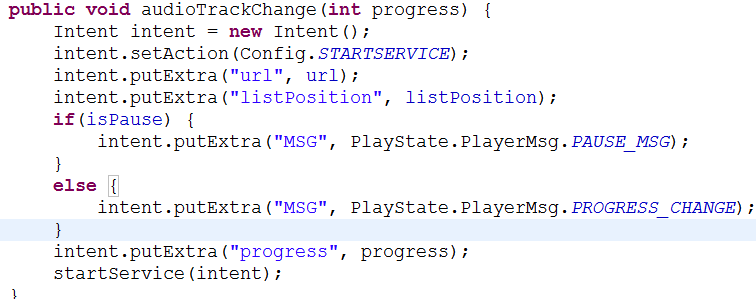 public void audioTrackChange(int progress) {
    Intent intent = new Intent();
    intent.setAction(Config.STARTSERVICE);
    intent.putExtra("url", url);
    intent.putExtra("listPosition", listPosition);
    if(isPause) {
        intent.putExtra("MSG", PlayState.PlayerMsg.PAUSE_MSG);
    }
    else {
        intent.putExtra("MSG", PlayState.PlayerMsg.PROGRESS_CHANGE);
    }
    intent.putExtra("progress", progress);
    startService(intent);
}